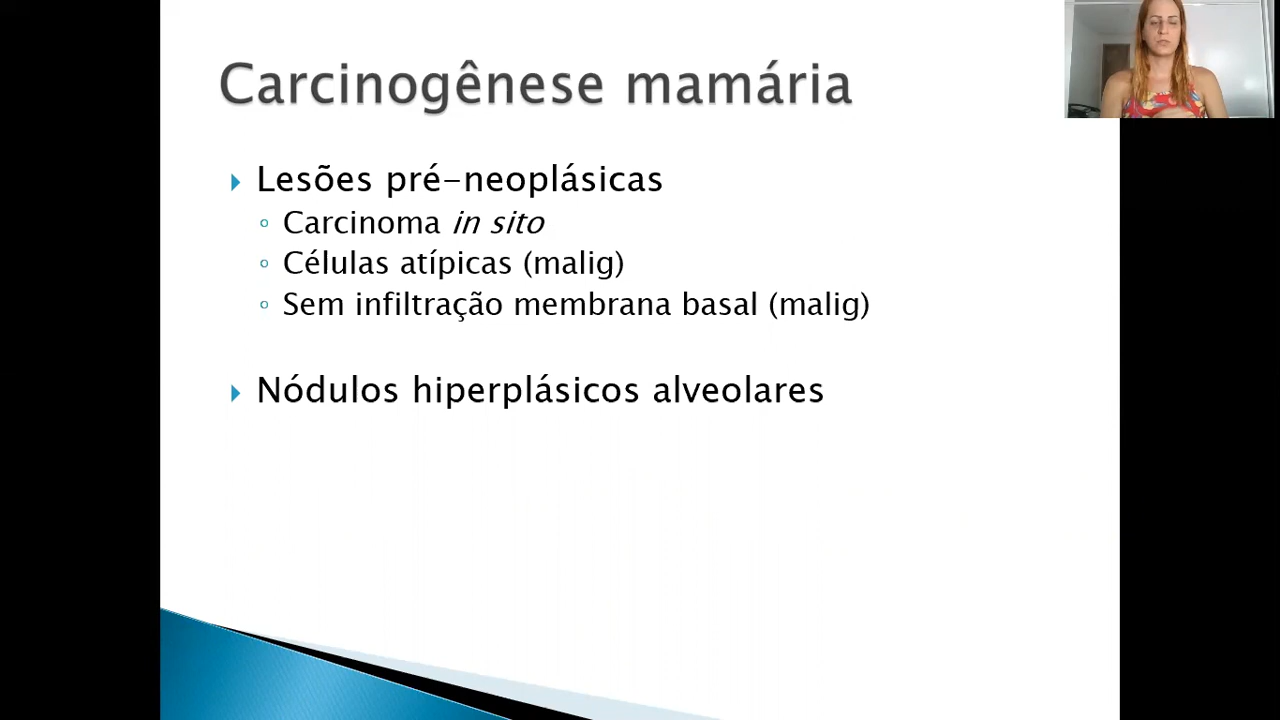 Carcinogênese mamária
Lesões pré-neoplásicas
Carcinoma in sito
Células atípicas (malig)
Sem infiltração membrana basal (malig)
Nódulos hiperplásicos alveolares